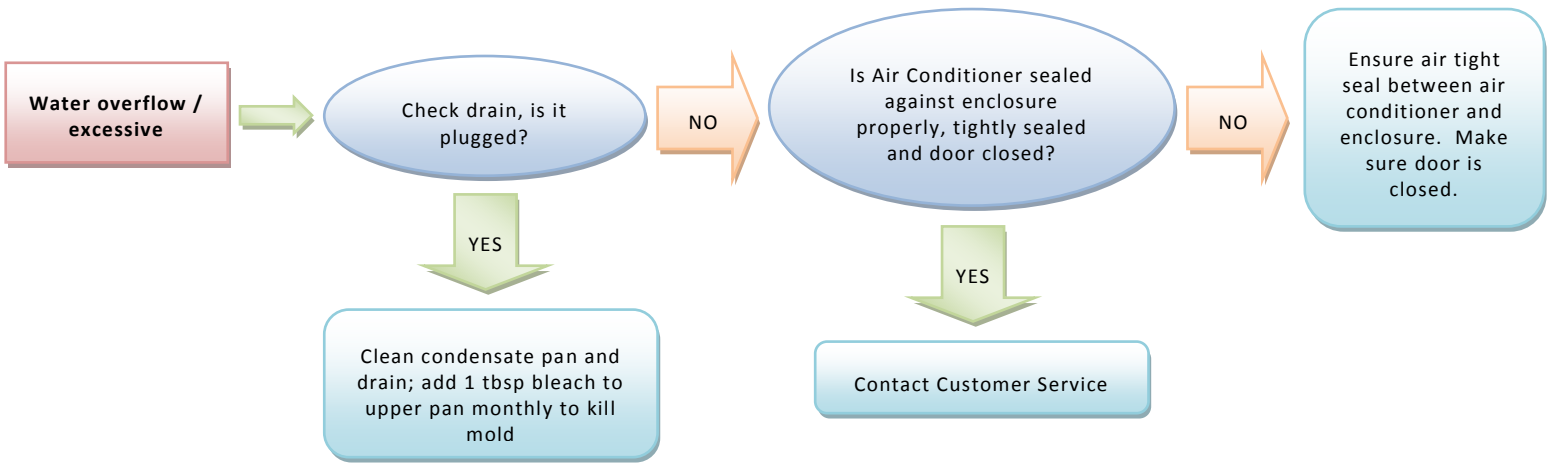 Water overflow /
excessive
Check drain, is it
plugged?
NO
Is Air Conditioner sealed
against enclosure
properly, tightly sealed
and door closed?
NO
Ensure air tight
seal between air
conditioner and
enclosure.  Make
sure door is
closed.
YES
YES
Clean condensate pan and
drain; add 1 tbsp bleach to
upper pan monthly to kill
mold
Contact Customer Service